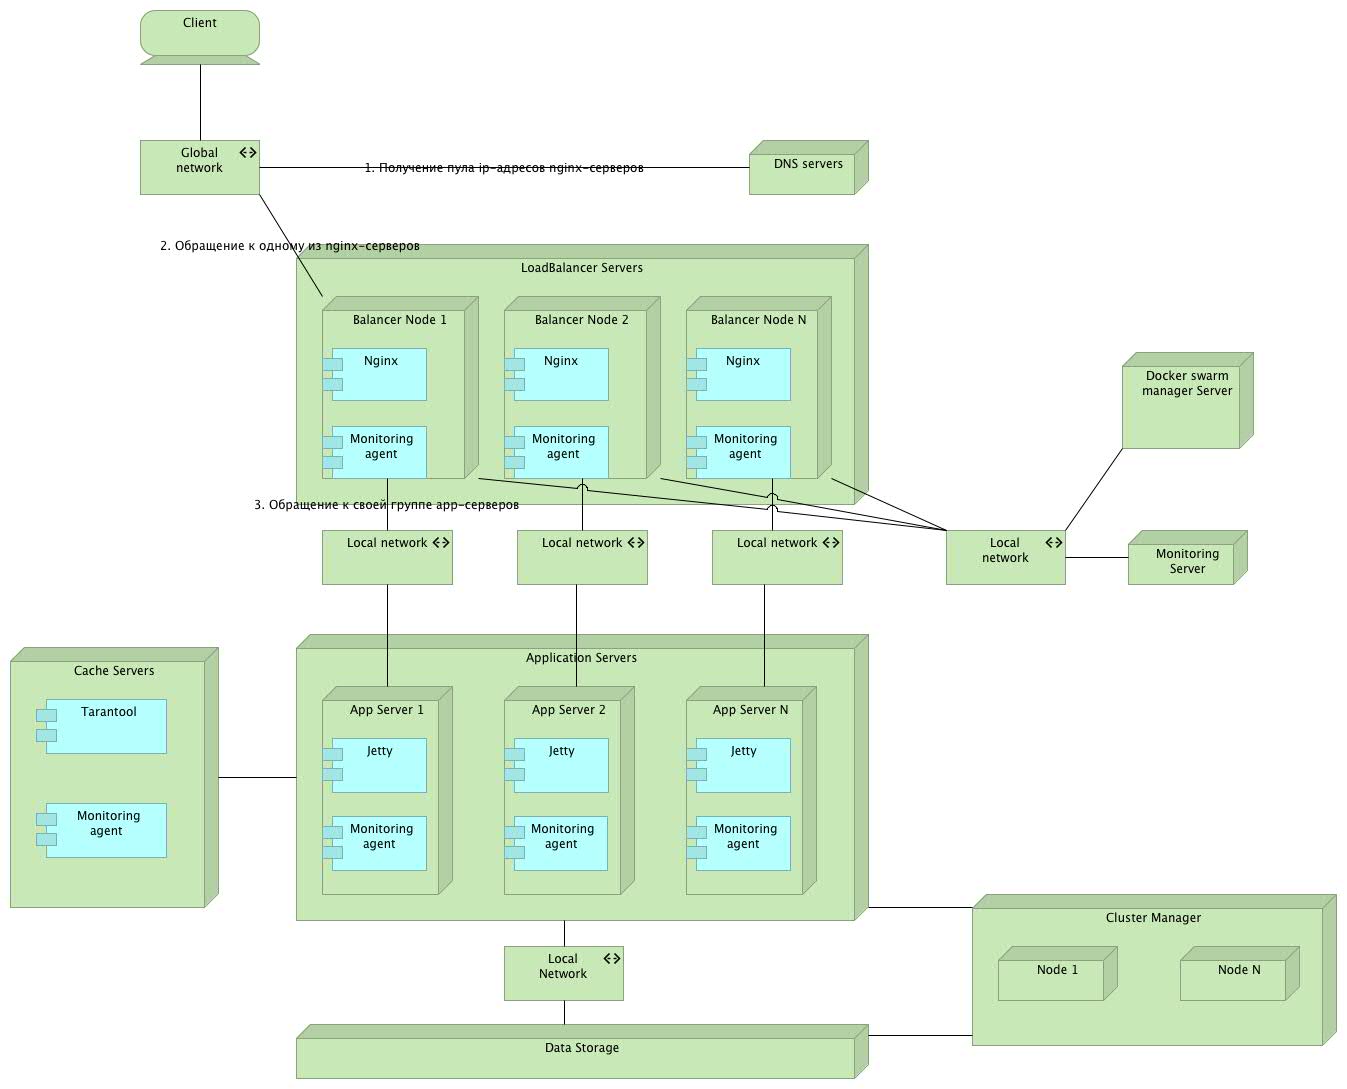 Client
Global
network
1. Получение пула ip-адресов nginx-серверов
DNS servers
2. Обращение к одному из nginx-серверов
LoadBalancer Servers
Balancer Node 1
Balancer Node 2
Balancer Node N
Nginx
Nginx
Nginx
Monitoring
agent
Monitoring
agent
Monitoring
agent
Docker swarm
manager Server
3. Обращение к своей группе app-серверов
Local network
Local network
Local network
Local
network
Monitoring
Server
Cache Servers
Tarantool
Monitoring
agent
Application Servers
App Server 1
App Server 2
App Server N
Jetty
Jetty
Jetty
Monitoring
agent
Monitoring
agent
Monitoring
agent
Cluster Manager
Node 1
Node N
Local
Network
Data Storage